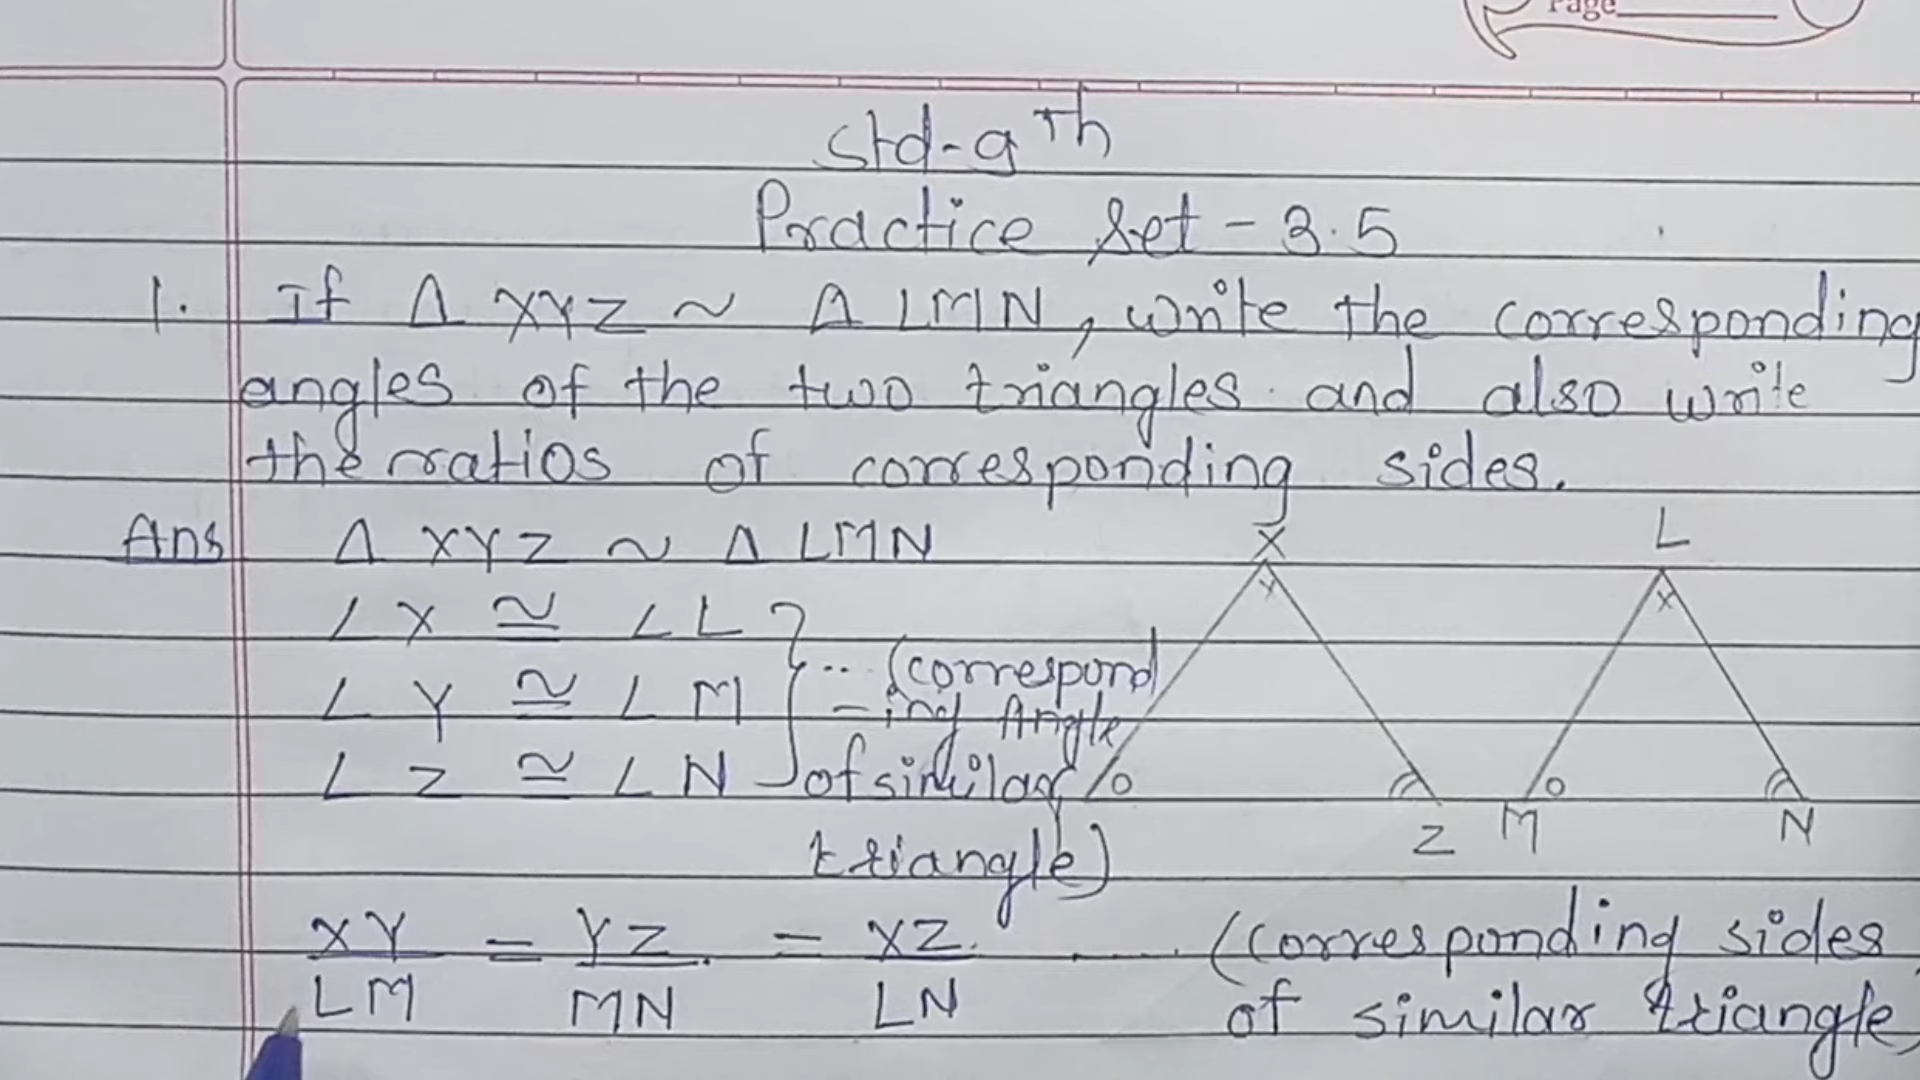 Page
Std-9th
Practice Set - 3.5
1. If Δ XYZ ~ Δ LMN, write the corresponding
angles of the two triangles and also write
the ratios of corresponding sides.
Ans Δ XYZ ~ Δ LMN
∠ X ≅ ∠ L
∠ Y ≅ ∠ M
∠ Z ≅ ∠ N
... (correspond
-ing Angle
of similar
triangle)
X
x
O
Z
L
x
M
O
N
XY/LM = YZ/MN = XZ/LN ..... (corresponding sides
of similar triangle)